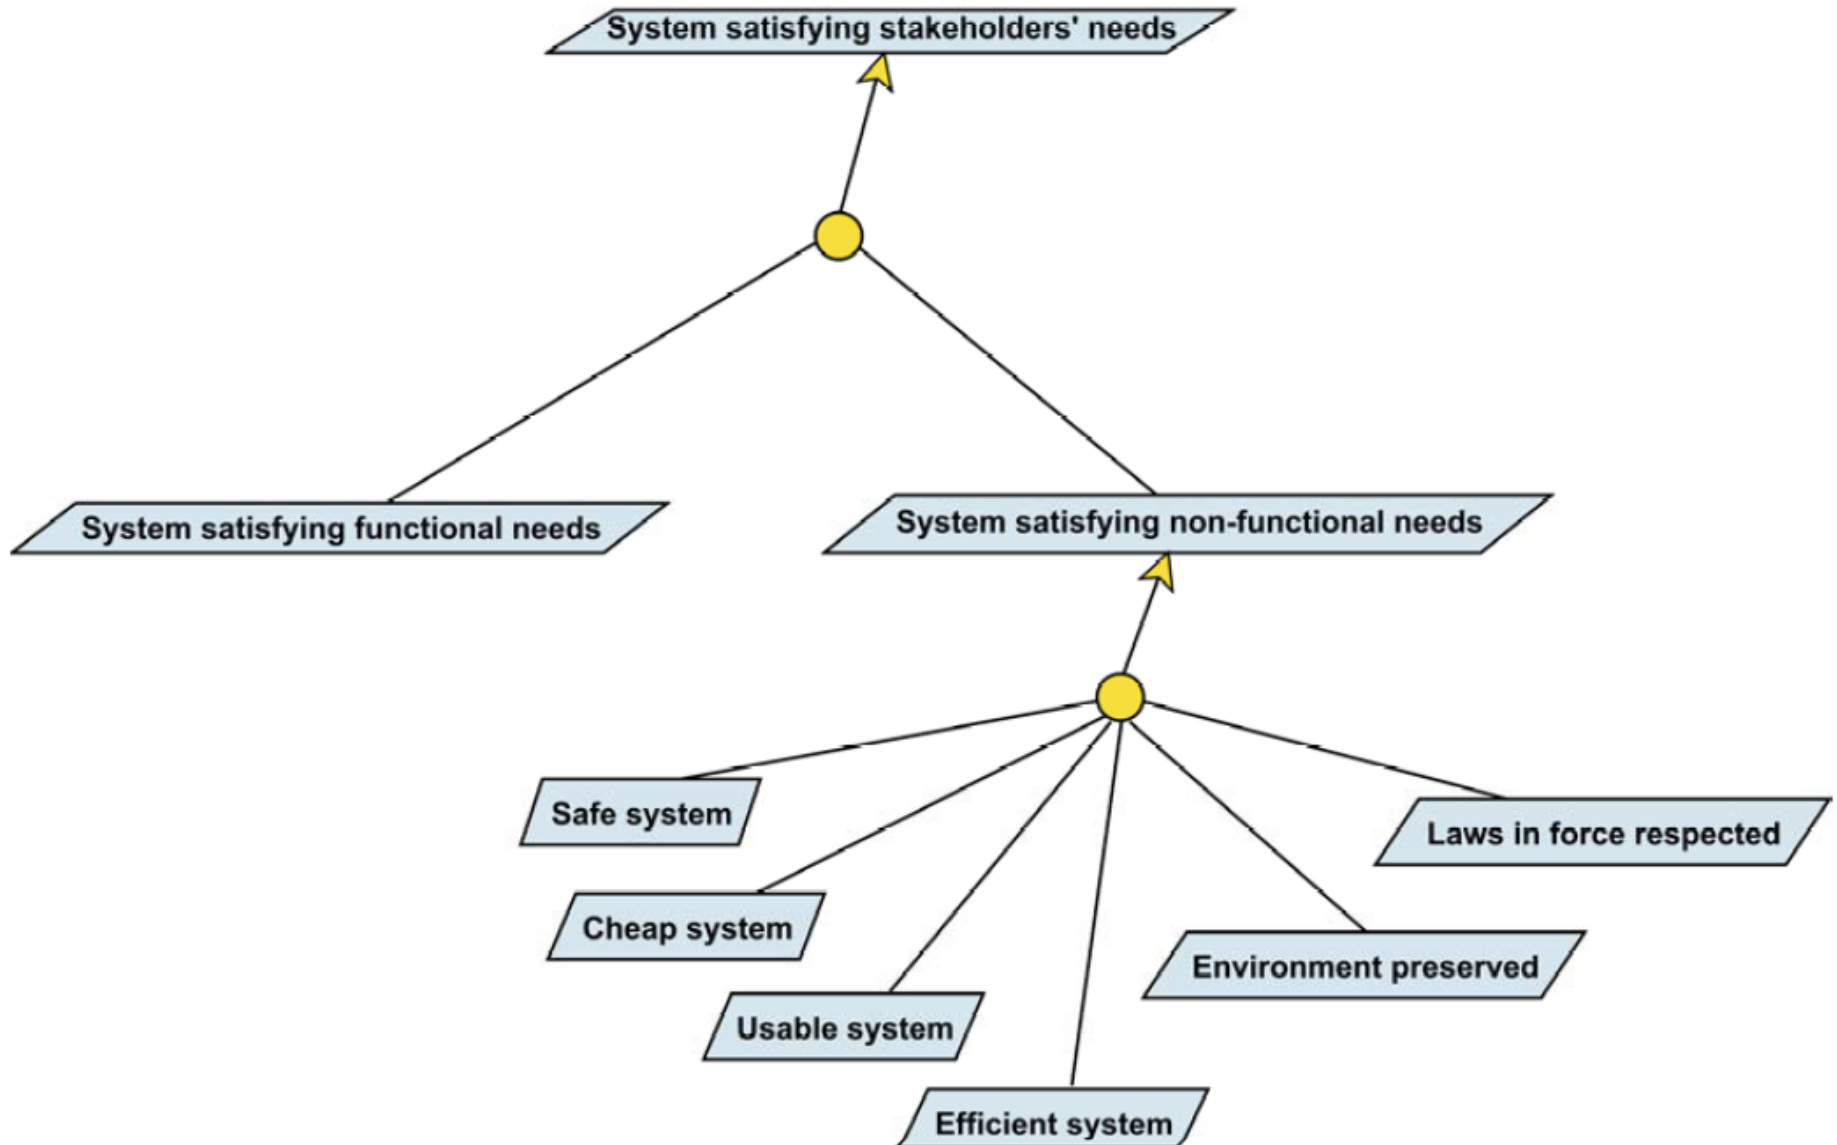 System satisfying stakeholders' needs
System satisfying functional needs
System satisfying non-functional needs
Safe system
Laws in force respected
Cheap system
Environment preserved
Usable system
Efficient system